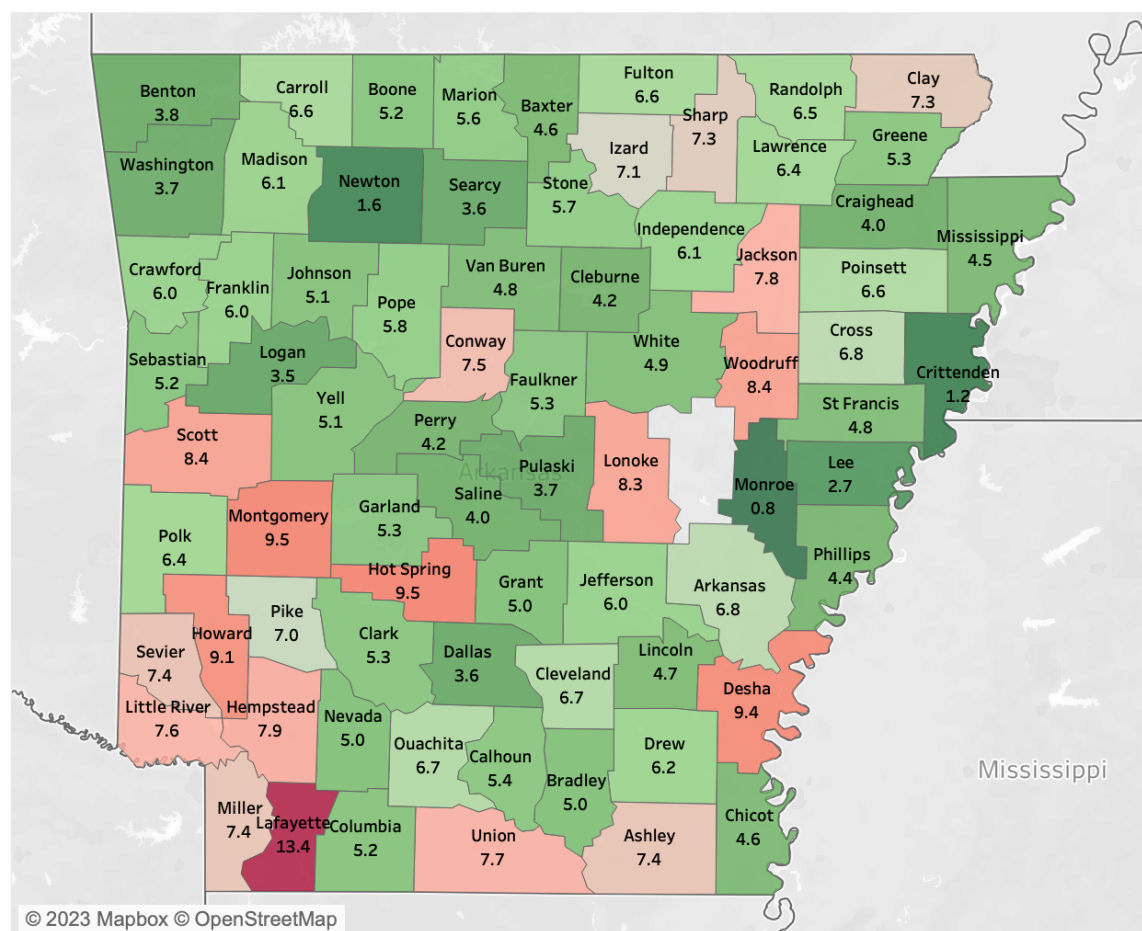 Benton
3.8
Carroll
6.6
Boone
5.2
Marion
5.6
Baxter
4.6
Fulton
6.6
Sharp
7.3
Randolph
6.5
Clay
7.3
Washington
3.7
Madison
6.1
Newton
1.6
Searcy
3.6
Stone
5.7
Izard
7.1
Lawrence
6.4
Greene
5.3
Independence
6.1
Craighead
4.0
Mississippi
4.5
Crawford
6.0
Franklin
6.0
Johnson
5.1
Pope
5.8
Van Buren
4.8
Cleburne
4.2
Jackson
7.8
Poinsett
6.6
Sebastian
5.2
Logan
3.5
Conway
7.5
Faulkner
5.3
White
4.9
Woodruff
8.4
Cross
6.8
Crittenden
1.2
Scott
8.4
Yell
5.1
Perry
4.2
St Francis
4.8
Arkansas
Pulaski
3.7
Lonoke
8.3
Monroe
0.8
Lee
2.7
Saline
4.0
Garland
5.3
Montgomery
9.5
Polk
6.4
Phillips
4.4
Hot Spring
9.5
Grant
5.0
Jefferson
6.0
Arkansas
6.8
Pike
7.0
Howard
9.1
Sevier
7.4
Clark
5.3
Dallas
3.6
Cleveland
6.7
Lincoln
4.7
Desha
9.4
Little River
7.6
Hempstead
7.9
Nevada
5.0
Ouachita
6.7
Calhoun
5.4
Bradley
5.0
Drew
6.2
Mississippi
Miller
7.4
Lafayette
13.4
Columbia
5.2
Union
7.7
Ashley
7.4
Chicot
4.6
© 2023 Mapbox © OpenStreetMap